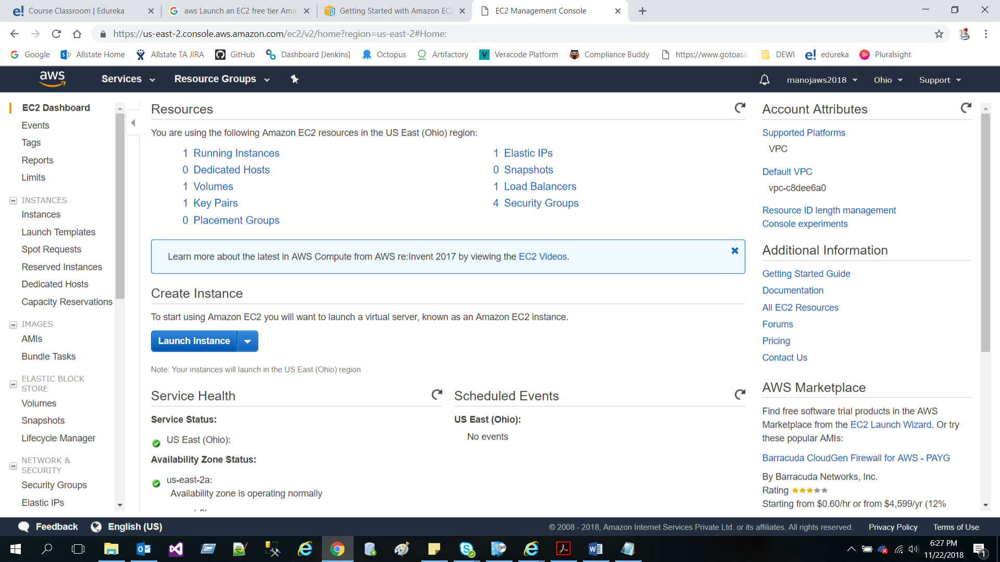 Course Classroom | Edureka
aws Launch an EC2 free tier Ama
Getting Started with Amazon EC2
EC2 Management Console
https://us-east-2.console.aws.amazon.com/ec2/v2/home?region=us-east-2#Home:
Google
Allstate Home
Allstate TA JIRA
GitHub
Dashboard [Jenkins]
Octopus
Artifactory
Veracode Platform
Compliance Buddy
https://www.gotoassi
DEWI
edureka
Pluralsight
aws
Services
Resource Groups
manojaws2018
Ohio
Support
EC2 Dashboard
Events
Tags
Reports
Limits
INSTANCES
Instances
Launch Templates
Spot Requests
Reserved Instances
Dedicated Hosts
Capacity Reservations
IMAGES
AMIs
Bundle Tasks
ELASTIC BLOCK
STORE
Volumes
Snapshots
Lifecycle Manager
NETWORK &
SECURITY
Security Groups
Elastic IPs
Resources
You are using the following Amazon EC2 resources in the US East (Ohio) region:
1 Running Instances
0 Dedicated Hosts
1 Volumes
1 Key Pairs
0 Placement Groups
1 Elastic IPs
0 Snapshots
1 Load Balancers
4 Security Groups
Learn more about the latest in AWS Compute from AWS re:Invent 2017 by viewing the EC2 Videos.
Create Instance
To start using Amazon EC2 you will want to launch a virtual server, known as an Amazon EC2 instance.
Launch Instance
Note: Your instances will launch in the US East (Ohio) region
Service Health
Service Status:
US East (Ohio):
Availability Zone Status:
us-east-2a:
Availability zone is operating normally
Scheduled Events
US East (Ohio):
No events
Account Attributes
Supported Platforms
VPC
Default VPC
vpc-c8dee6a0
Resource ID length management
Console experiments
Additional Information
Getting Started Guide
Documentation
All EC2 Resources
Forums
Pricing
Contact Us
AWS Marketplace
Find free software trial products in the AWS
Marketplace from the EC2 Launch Wizard. Or try
these popular AMIs:
Barracuda CloudGen Firewall for AWS - PAYG
By Barracuda Networks, Inc.
Rating
Starting from $0.60/hr or from $4,599/yr (12%
Feedback
English (US)
© 2008 - 2018, Amazon Internet Services Private Ltd. or its affiliates. All rights reserved.
Privacy Policy
Terms of Use
6:27 PM
11/22/2018
1